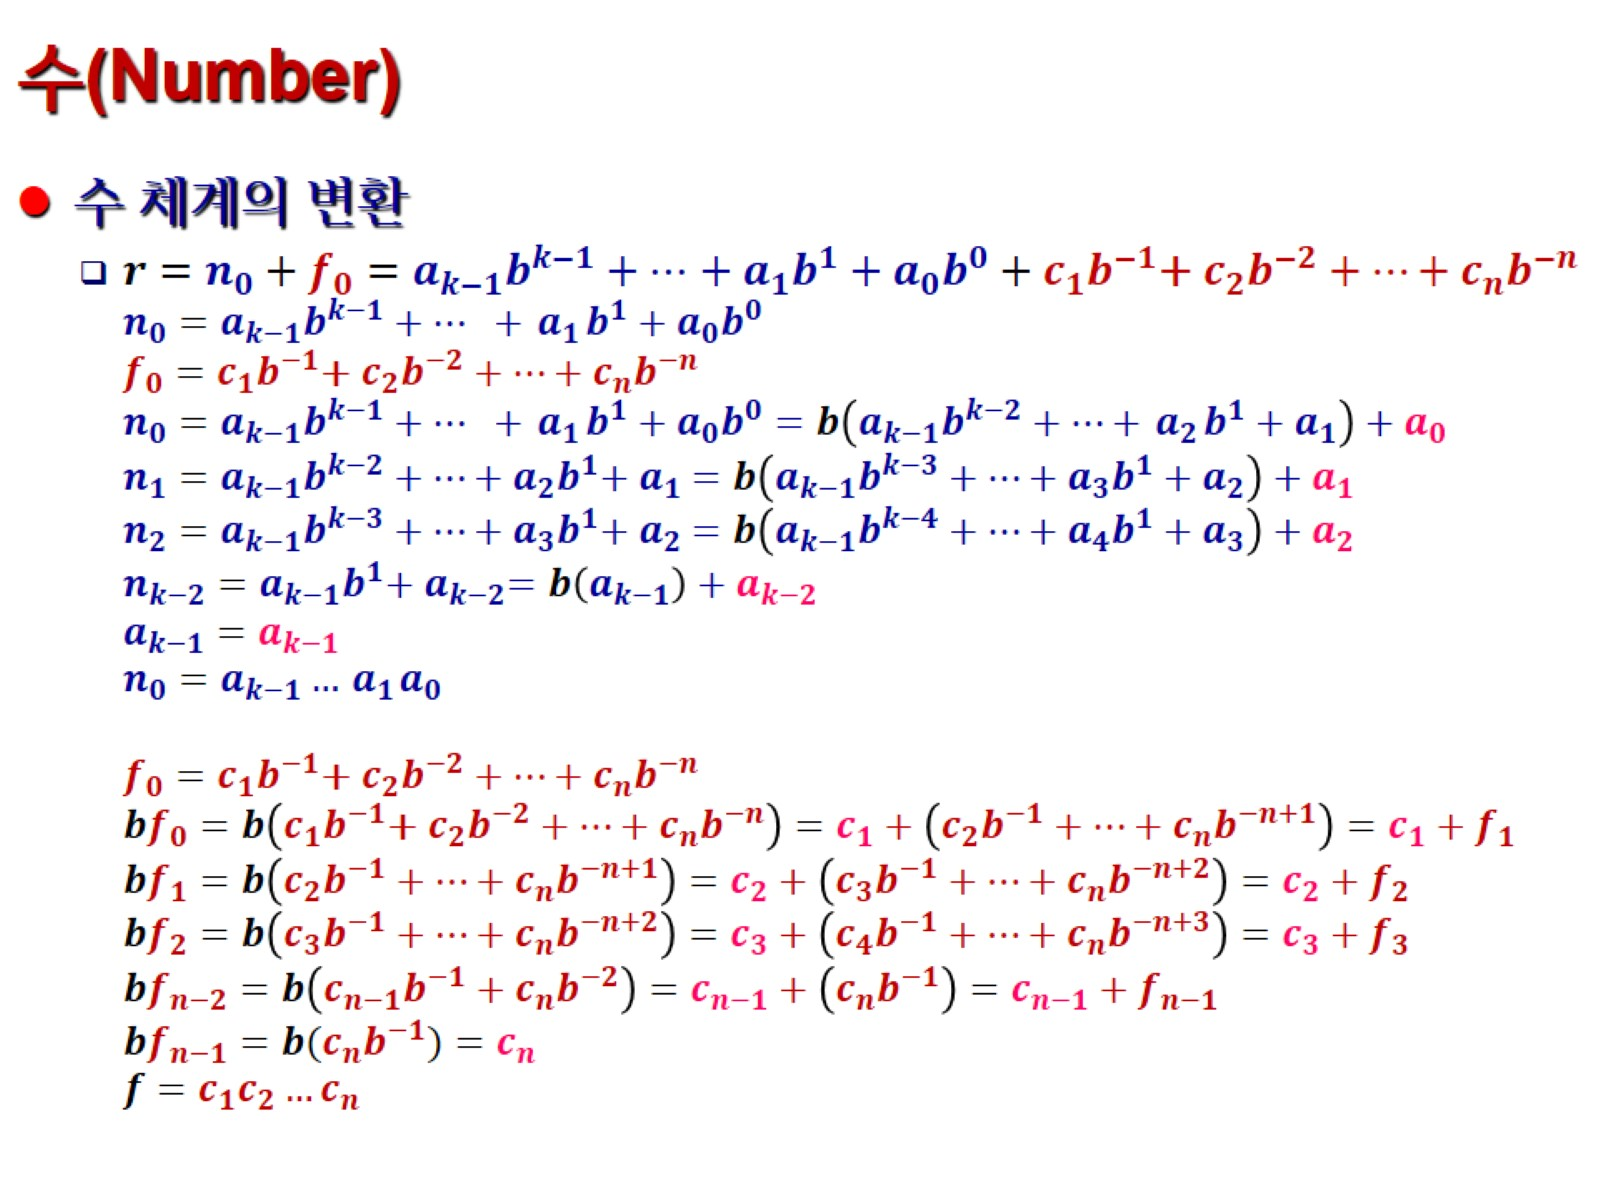 수(Number)
수 체계의 변환
r = n₀ + f₀ = aₖ₋₁bᵏ⁻¹ + ⋯ + a₁b¹ + a₀b⁰ + c₁b⁻¹+ c₂b⁻² + ⋯ + cₙb⁻ⁿ
n₀ = aₖ₋₁bᵏ⁻¹ + ⋯ + a₁b¹ + a₀b⁰
f₀ = c₁b⁻¹+ c₂b⁻² + ⋯ + cₙb⁻ⁿ
n₀ = aₖ₋₁bᵏ⁻¹ + ⋯ + a₁b¹ + a₀b⁰ = b(aₖ₋₁bᵏ⁻² + ⋯ + a₂b¹ + a₁) + a₀
n₁ = aₖ₋₁bᵏ⁻² + ⋯ + a₂b¹+ a₁ = b(aₖ₋₁bᵏ⁻³ + ⋯ + a₃b¹ + a₂) + a₁
n₂ = aₖ₋₁bᵏ⁻³ + ⋯ + a₃b¹+ a₂ = b(aₖ₋₁bᵏ⁻⁴ + ⋯ + a₄b¹ + a₃) + a₂
nₖ₋₂ = aₖ₋₁b¹+ aₖ₋₂= b(aₖ₋₁) + aₖ₋₂
aₖ₋₁ = aₖ₋₁
n₀ = aₖ₋₁ … a₁a₀
f₀ = c₁b⁻¹+ c₂b⁻² + ⋯ + cₙb⁻ⁿ
bf₀ = b(c₁b⁻¹+ c₂b⁻² + ⋯ + cₙb⁻ⁿ) = c₁ + (c₂b⁻¹ + ⋯ + cₙb⁻ⁿ⁺¹) = c₁ + f₁
bf₁ = b(c₂b⁻¹ + ⋯ + cₙb⁻ⁿ⁺¹) = c₂ + (c₃b⁻¹ + ⋯ + cₙb⁻ⁿ⁺²) = c₂ + f₂
bf₂ = b(c₃b⁻¹ + ⋯ + cₙb⁻ⁿ⁺²) = c₃ + (c₄b⁻¹ + ⋯ + cₙb⁻ⁿ⁺³) = c₃ + f₃
bfₙ₋₂ = b(cₙ₋₁b⁻¹ + cₙb⁻²) = cₙ₋₁ + (cₙb⁻¹) = cₙ₋₁ + fₙ₋₁
bfₙ₋₁ = b(cₙb⁻¹) = cₙ
f = c₁c₂ … cₙ